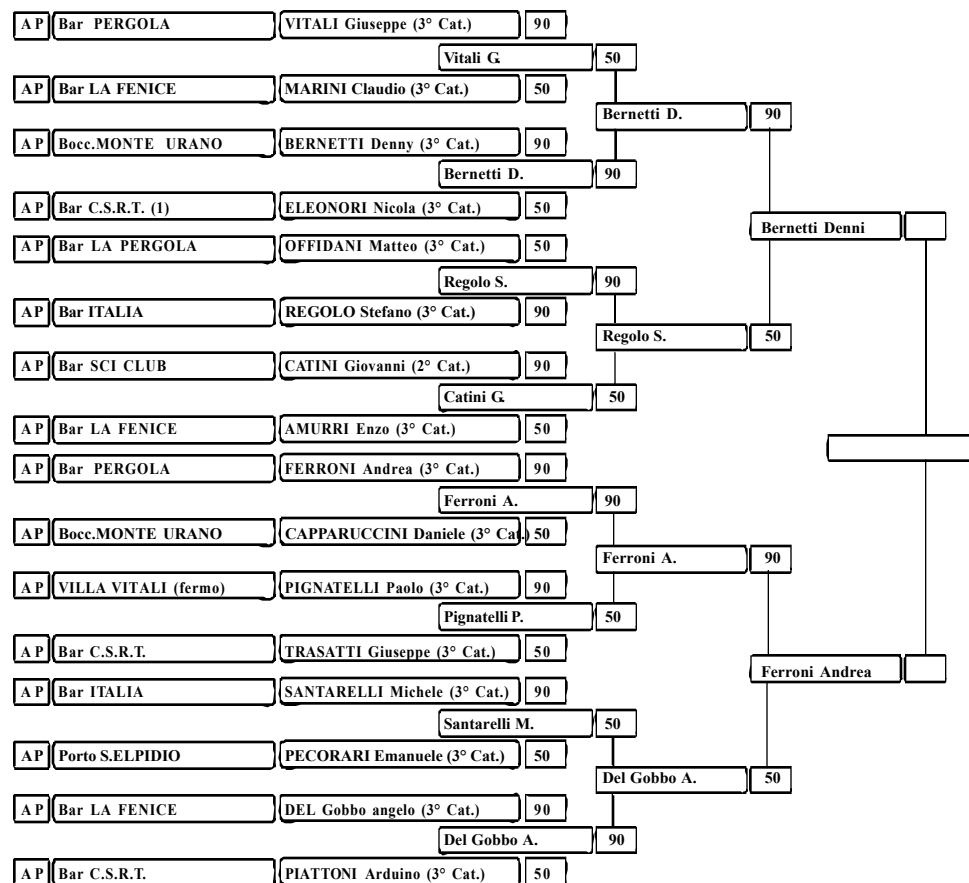 A P Bar PERGOLA VITALI Giuseppe (3° Cat.) 90
Vitali G. 50
A P Bar LA FENICE MARINI Claudio (3° Cat.) 50
Bernetti D. 90
A P Bocc.MONTE URANO BERNETTI Denny (3° Cat.) 90
Bernetti D. 90
A P Bar C.S.R.T. (1) ELEONORI Nicola (3° Cat.) 50
Bernetti Denni
A P Bar LA PERGOLA OFFIDANI Matteo (3° Cat.) 50
Regolo S. 90
A P Bar ITALIA REGOLO Stefano (3° Cat.) 90
Regolo S. 50
A P Bar SCI CLUB CATINI Giovanni (2° Cat.) 90
Catini G. 50
A P Bar LA FENICE AMURRI Enzo (3° Cat.) 50
A P Bar PERGOLA FERRONI Andrea (3° Cat.) 90
Ferroni A. 90
A P Bocc.MONTE URANO CAPPARUCCINI Daniele (3° Cat.) 50
Ferroni A. 90
A P VILLA VITALI (fermo) PIGNATELLI Paolo (3° Cat.) 90
Pignatelli P. 50
A P Bar C.S.R.T. TRASATTI Giuseppe (3° Cat.) 50
Ferroni Andrea
A P Bar ITALIA SANTARELLI Michele (3° Cat.) 90
Santarelli M. 50
A P Porto S.ELPIDIO PECORARI Emanuele (3° Cat.) 50
Del Gobbo A. 50
A P Bar LA FENICE DEL Gobbo angelo (3° Cat.) 90
Del Gobbo A. 90
A P Bar C.S.R.T. PIATTONI Arduino (3° Cat.) 50